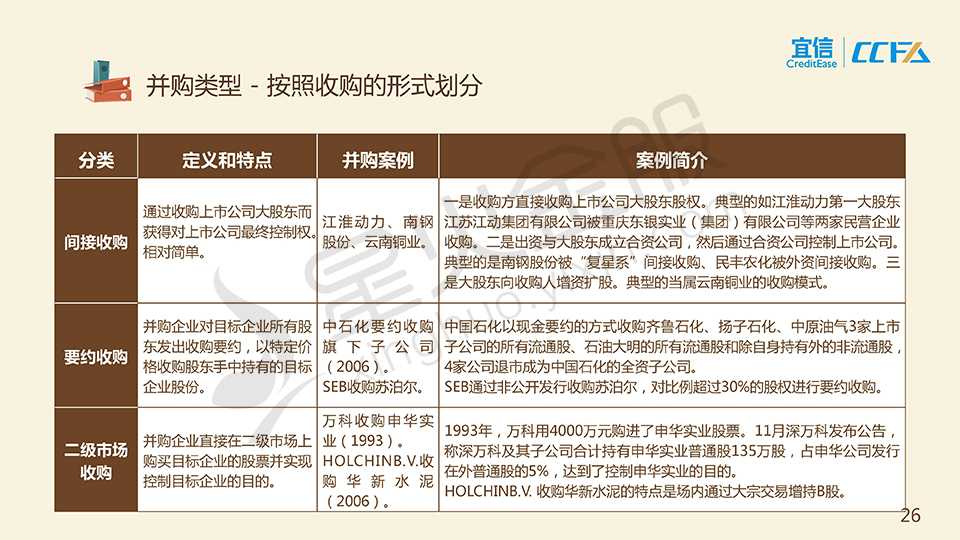 宜信
CreditEase
CCFA
并购类型 - 按照收购的形式划分
分类
定义和特点
并购案例
案例简介
间接收购
通过收购上市公司大股东而
获得对上市公司最终控制权。
相对简单。
江淮动力、南钢
股份、云南铜业。
一是收购方直接收购上市公司大股东股权。典型的如江淮动力第一大股东
江苏江动集团有限公司被重庆东银实业（集团）有限公司等两家民营企业
收购。二是出资与大股东成立合资公司，然后通过合资公司控制上市公司。
典型的是南钢股份被“复星系”间接收购、民丰农化被外资间接收购。三
是大股东向收购人增资扩股。典型的当属云南铜业的收购模式。
要约收购
并购企业对目标企业所有股
东发出收购要约，以特定价
格收购股东手中持有的目标
企业股份。
中石化要约收购
旗下子公司
（2006）。
SEB收购苏泊尔。
中国石化以现金要约的方式收购齐鲁石化、扬子石化、中原油气3家上市
子公司的所有流通股、石油大明的所有流通股和除自身持有外的非流通股，
4家公司退市成为中国石化的全资子公司。
SEB通过非公开发行收购苏泊尔，对比例超过30%的股权进行要约收购。
二级市场
收购
并购企业直接在二级市场上
购买目标企业的股票并实现
控制目标企业的目的。
万科收购申华实
业（1993）。
HOLCHINB.V.收
购华新水泥
（2006）。
1993年，万科用4000万元购进了申华实业股票。11月深万科发布公告，
称深万科及其子公司合计持有申华实业普通股135万股，占申华公司发行
在外普通股的5%，达到了控制申华实业的目的。
HOLCHINB.V. 收购华新水泥的特点是场内通过大宗交易增持B股。
26